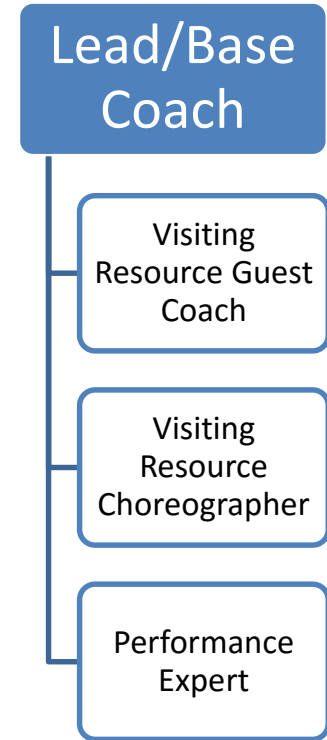 Lead/Base
Coach
Visiting
Resource Guest
Coach
Visiting
Resource
Choreographer
Performance
Expert